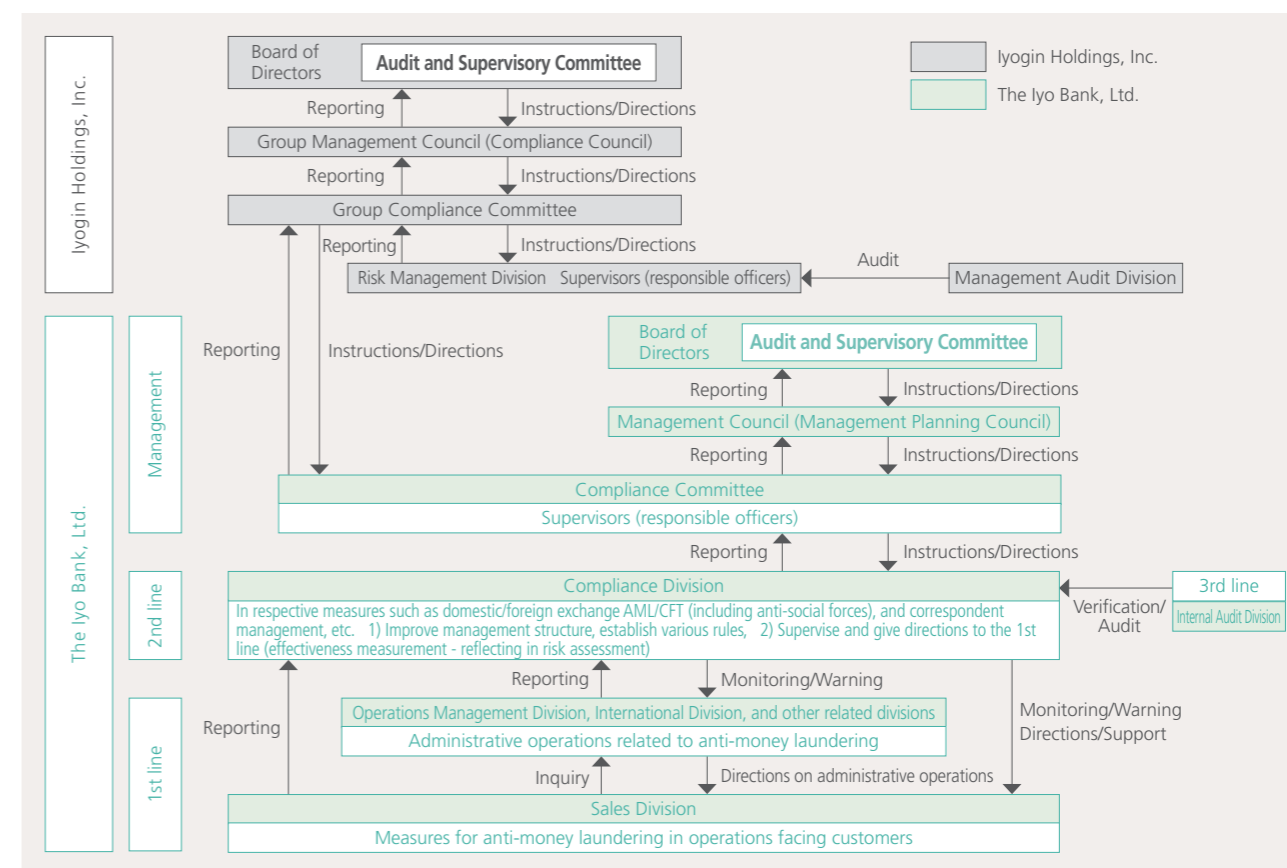 Iyogin Holdings, Inc.
Board of
Directors
Audit and Supervisory Committee
Iyogin Holdings, Inc.
The Iyo Bank, Ltd.
Reporting
Instructions/Directions
Group Management Council (Compliance Council)
Reporting
Instructions/Directions
Group Compliance Committee
Reporting
Instructions/Directions
Risk Management Division Supervisors (responsible officers)
Audit
Management Audit Division
The Iyo Bank, Ltd.
Management
Reporting
Instructions/Directions
Board of
Directors
Audit and Supervisory Committee
Reporting
Instructions/Directions
Management Council (Management Planning Council)
Reporting
Instructions/Directions
Compliance Committee
Supervisors (responsible officers)
Reporting
Instructions/Directions
2nd line
Compliance Division
In respective measures such as domestic/foreign exchange AML/CFT (including anti-social forces), and correspondent
management, etc. 1) Improve management structure, establish various rules, 2) Supervise and give directions to the 1st
line (effectiveness measurement - reflecting in risk assessment)
Verification/
Audit
3rd line
Internal Audit Division
1st line
Reporting
Reporting
Monitoring/Warning
Operations Management Division, International Division, and other related divisions
Administrative operations related to anti-money laundering
Monitoring/Warning
Directions/Support
Inquiry
Directions on administrative operations
Sales Division
Measures for anti-money laundering in operations facing customers